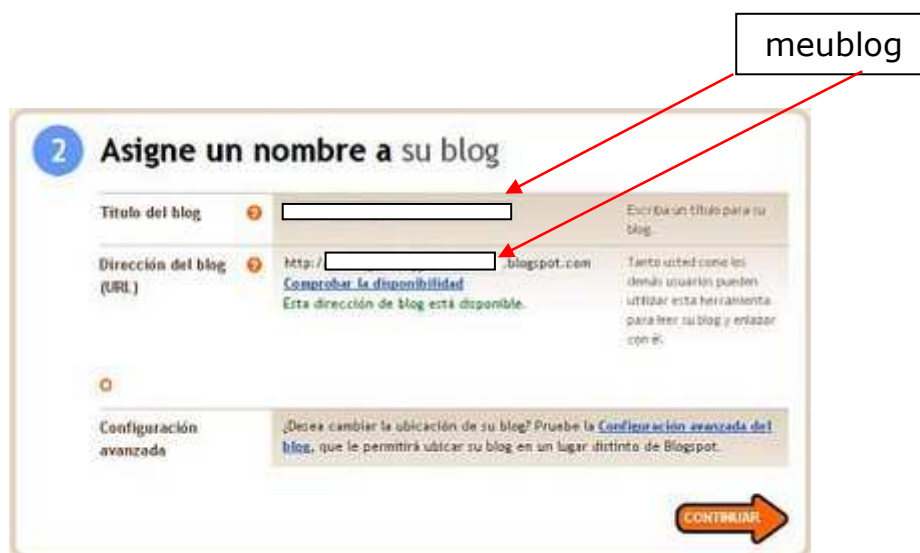 meublog
2 Asigne un nombre a su blog
Título del blog
Escriba un título para su
blog.
Dirección del blog
(URL)
http:/ .blogspot.com
Comprobar la disponibilidad
Esta dirección de blog está disponible.
Tanto usted como los
demás usuarios pueden
utilizar esta herramienta
para leer su blog y enlazar
con él.
O
Configuración
avanzada
¿Desea cambiar la ubicación de su blog? Pruebe la Configuración avanzada del
blog, que le permitirá ubicar su blog en un lugar distinto de Blogspot.
CONTINUAR